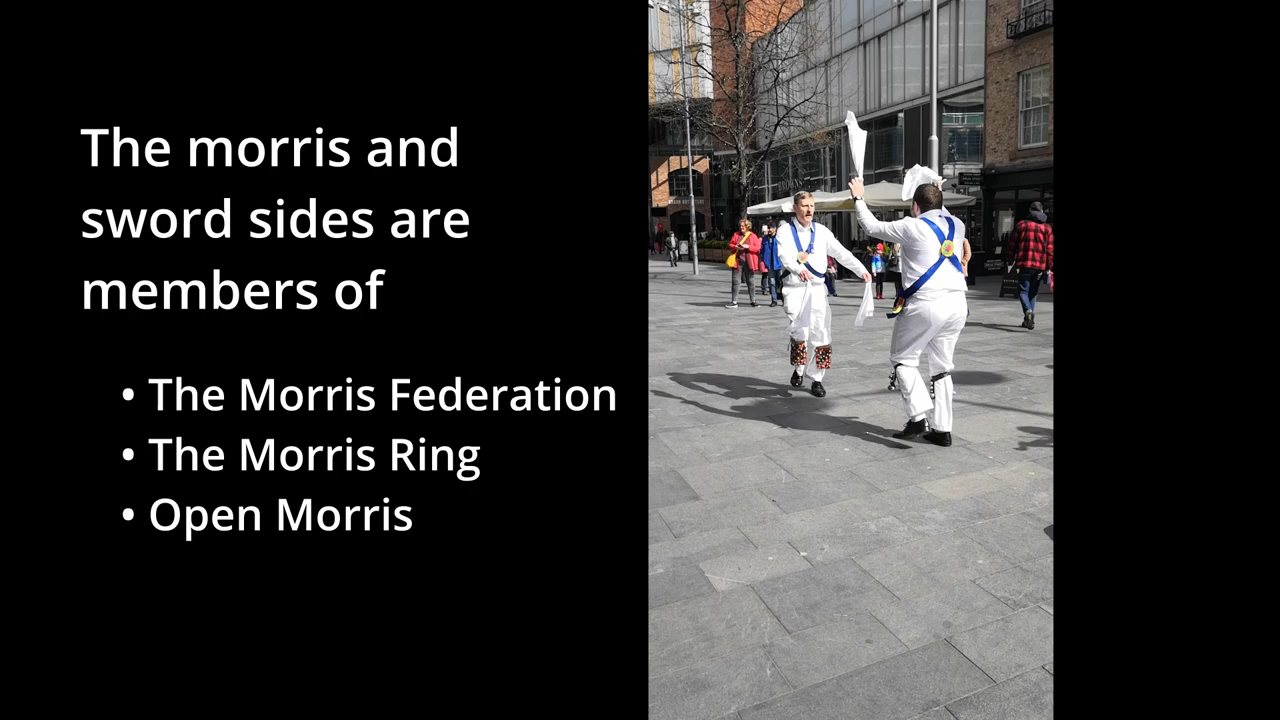 The morris and
sword sides are
members of
• The Morris Federation
• The Morris Ring
• Open Morris